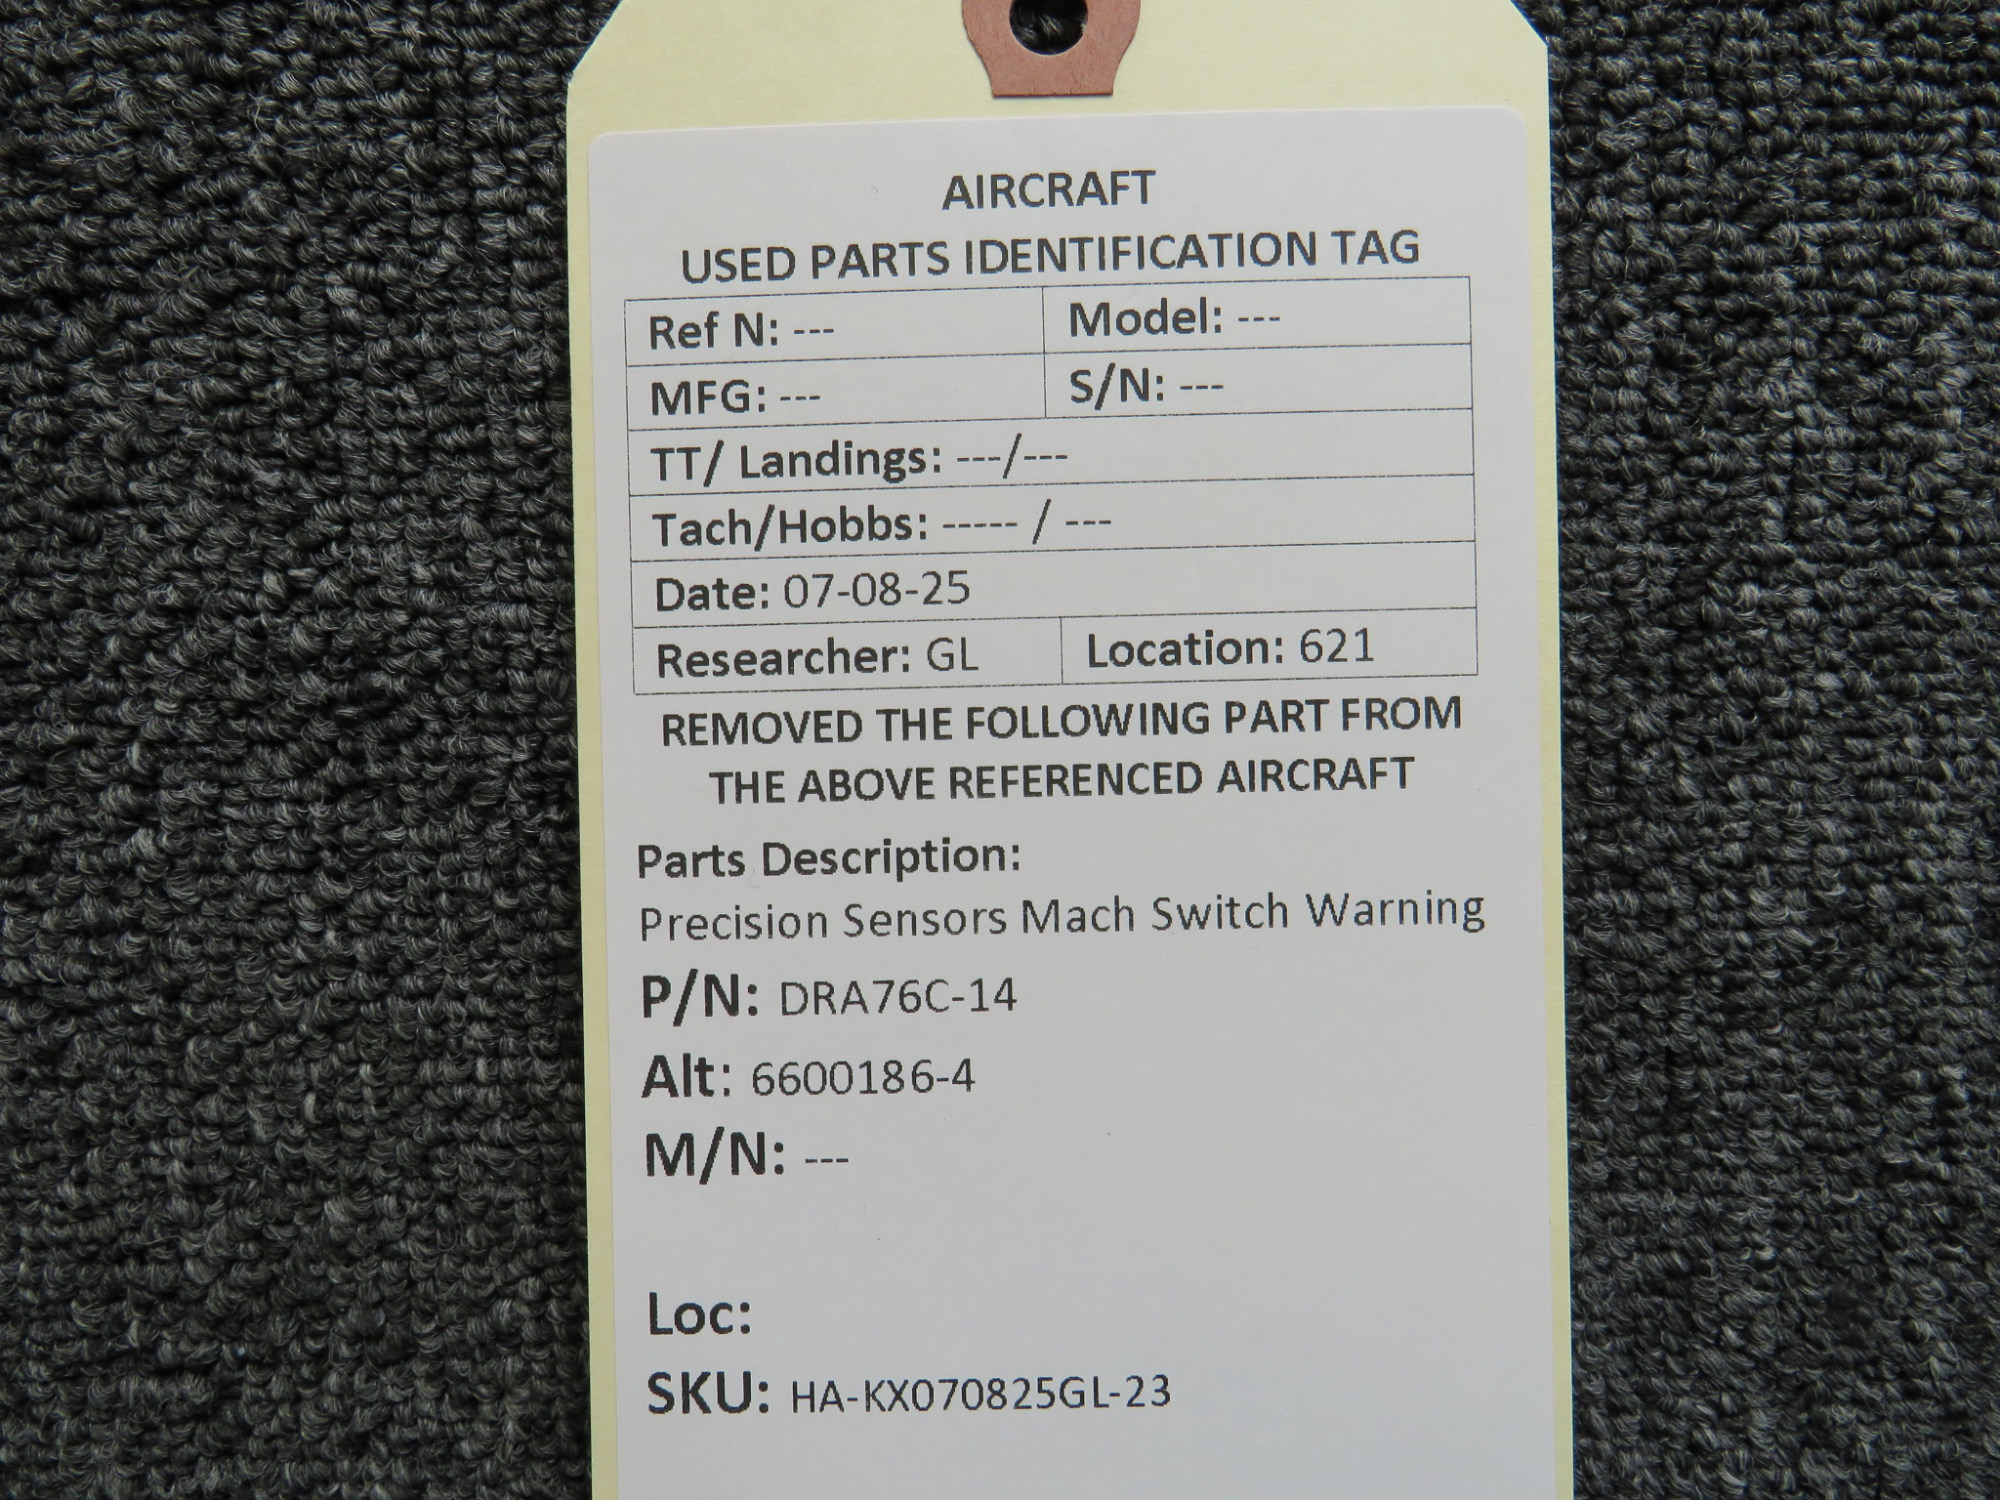 AIRCRAFT
USED PARTS IDENTIFICATION TAG
Ref N: --- Model: ---
MFG: --- S/N: ---
TT/ Landings: ---/---
Tach/Hobbs: ----- / ---
Date: 07-08-25
Researcher: GL Location: 621
REMOVED THE FOLLOWING PART FROM
THE ABOVE REFERENCED AIRCRAFT
Parts Description:
Precision Sensors Mach Switch Warning
P/N: DRA76C-14
Alt: 6600186-4
M/N: ---
Loc:
SKU: HA-KX070825GL-23